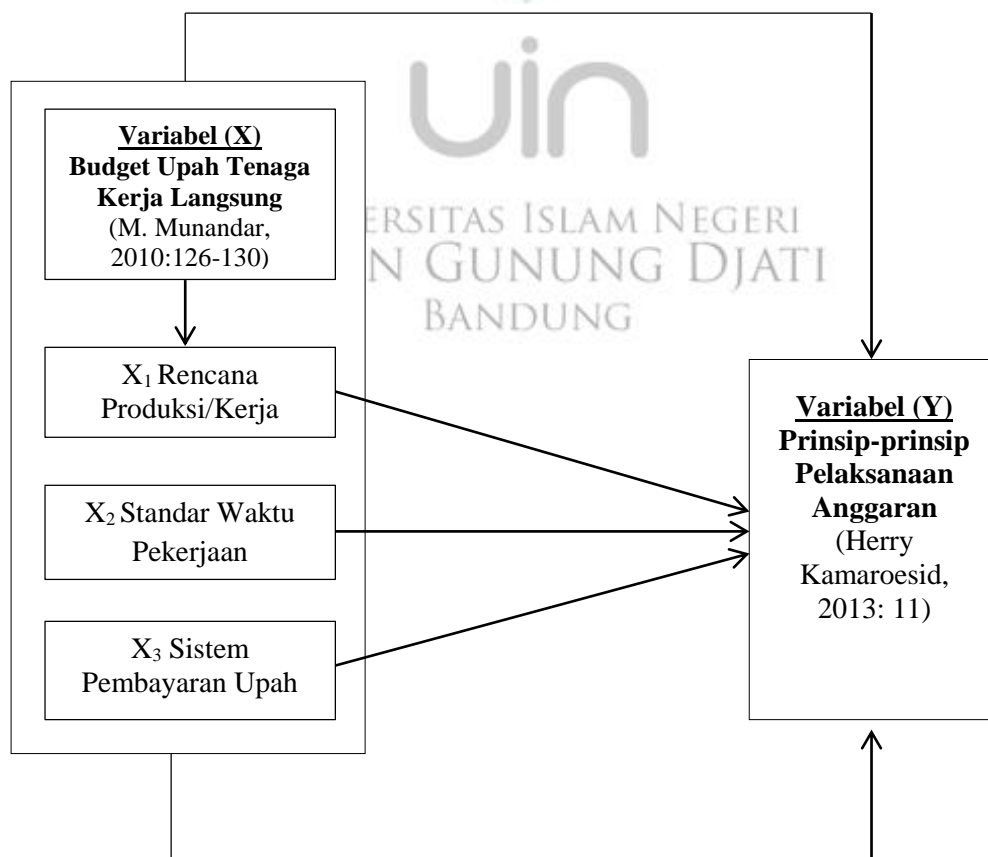 uin
ERSITAS ISLAM NEGERI
N GUNUNG DJATI
BANDUNG
Variabel (X)
Budget Upah Tenaga
Kerja Langsung
(M. Munandar,
2010:126-130)
X₁ Rencana
Produksi/Kerja
X₂ Standar Waktu
Pekerjaan
X₃ Sistem
Pembayaran Upah
Variabel (Y)
Prinsip-prinsip
Pelaksanaan
Anggaran
(Herry
Kamaroesid,
2013: 11)